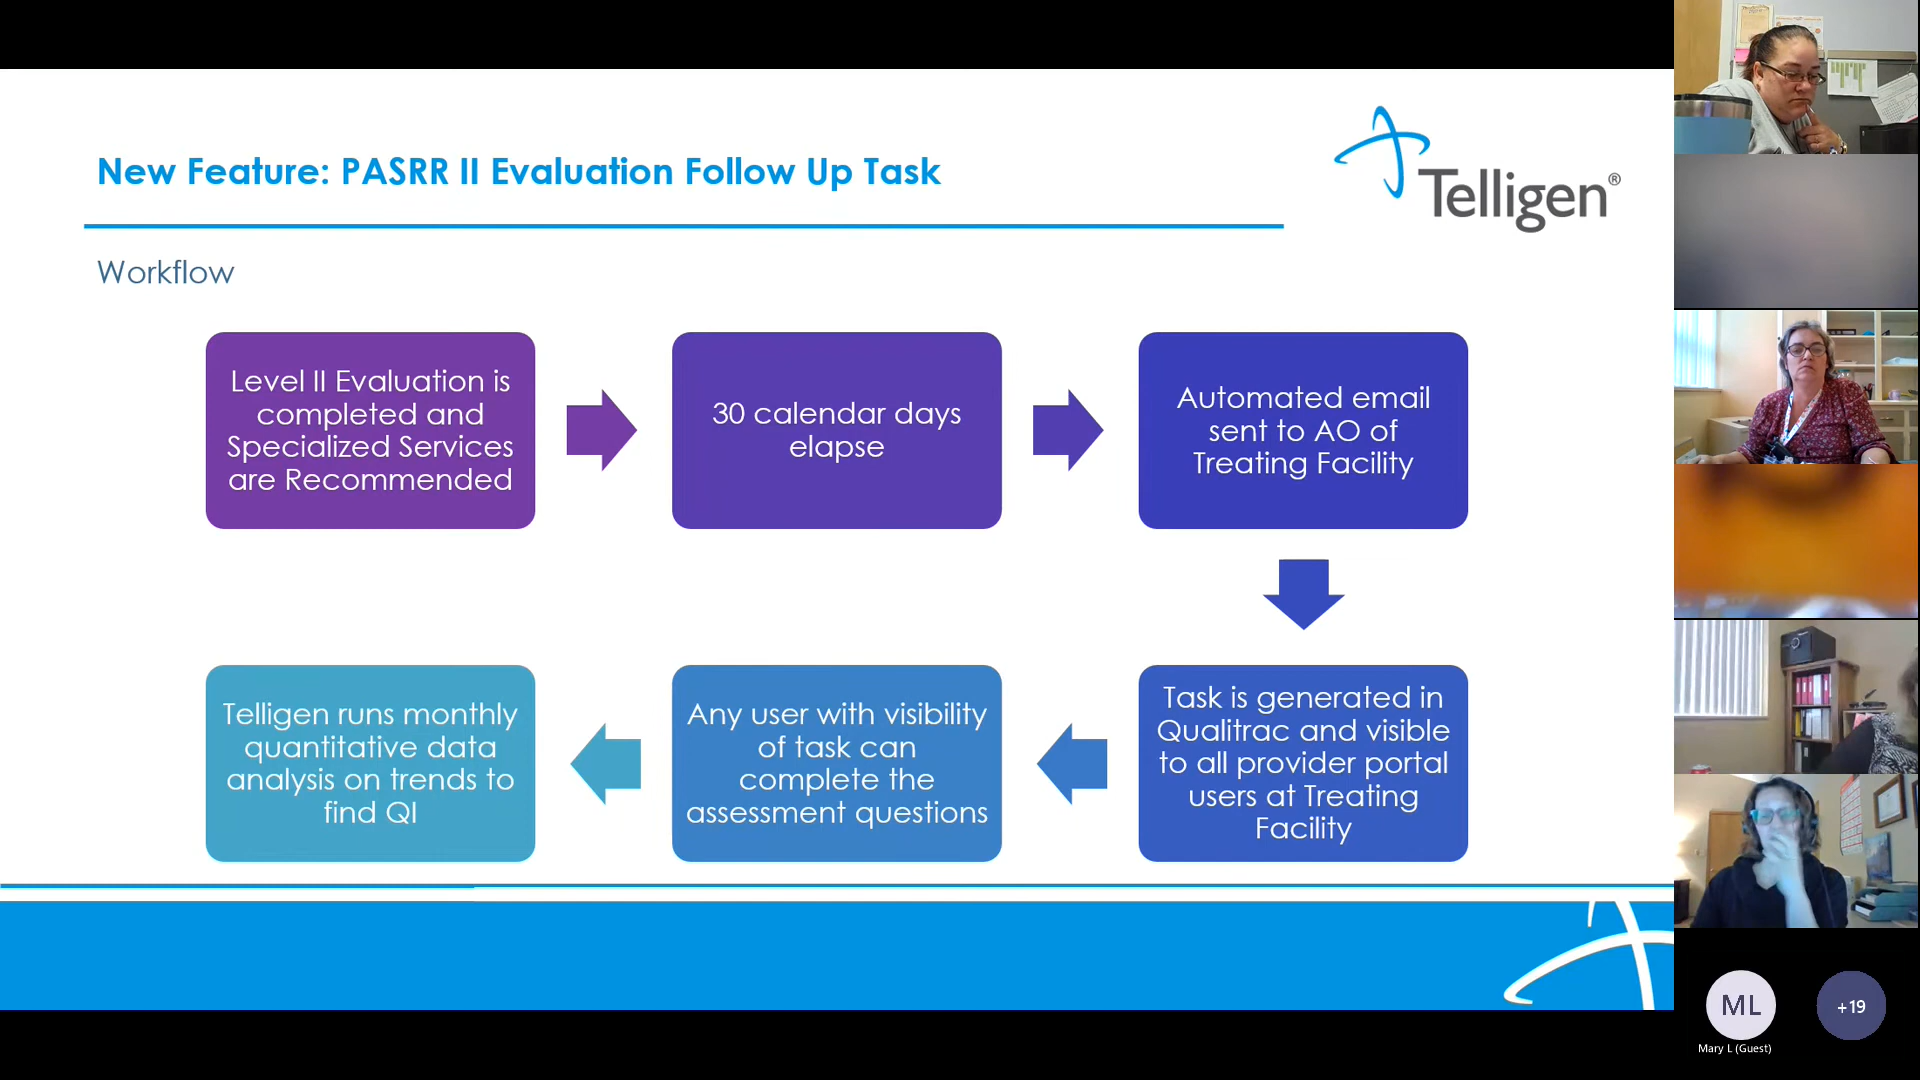 New Feature: PASRR II Evaluation Follow Up Task
Telligen®
Workflow
Level II Evaluation is
completed and
Specialized Services
are Recommended
30 calendar days
elapse
Automated email
sent to AO of
Treating Facility
Task is generated in
Qualitrac and visible
to all provider portal
users at Treating
Facility
Any user with visibility
of task can
complete the
assessment questions
Telligen runs monthly
quantitative data
analysis on trends to
find QI
ML
+19
Mary L (Guest)